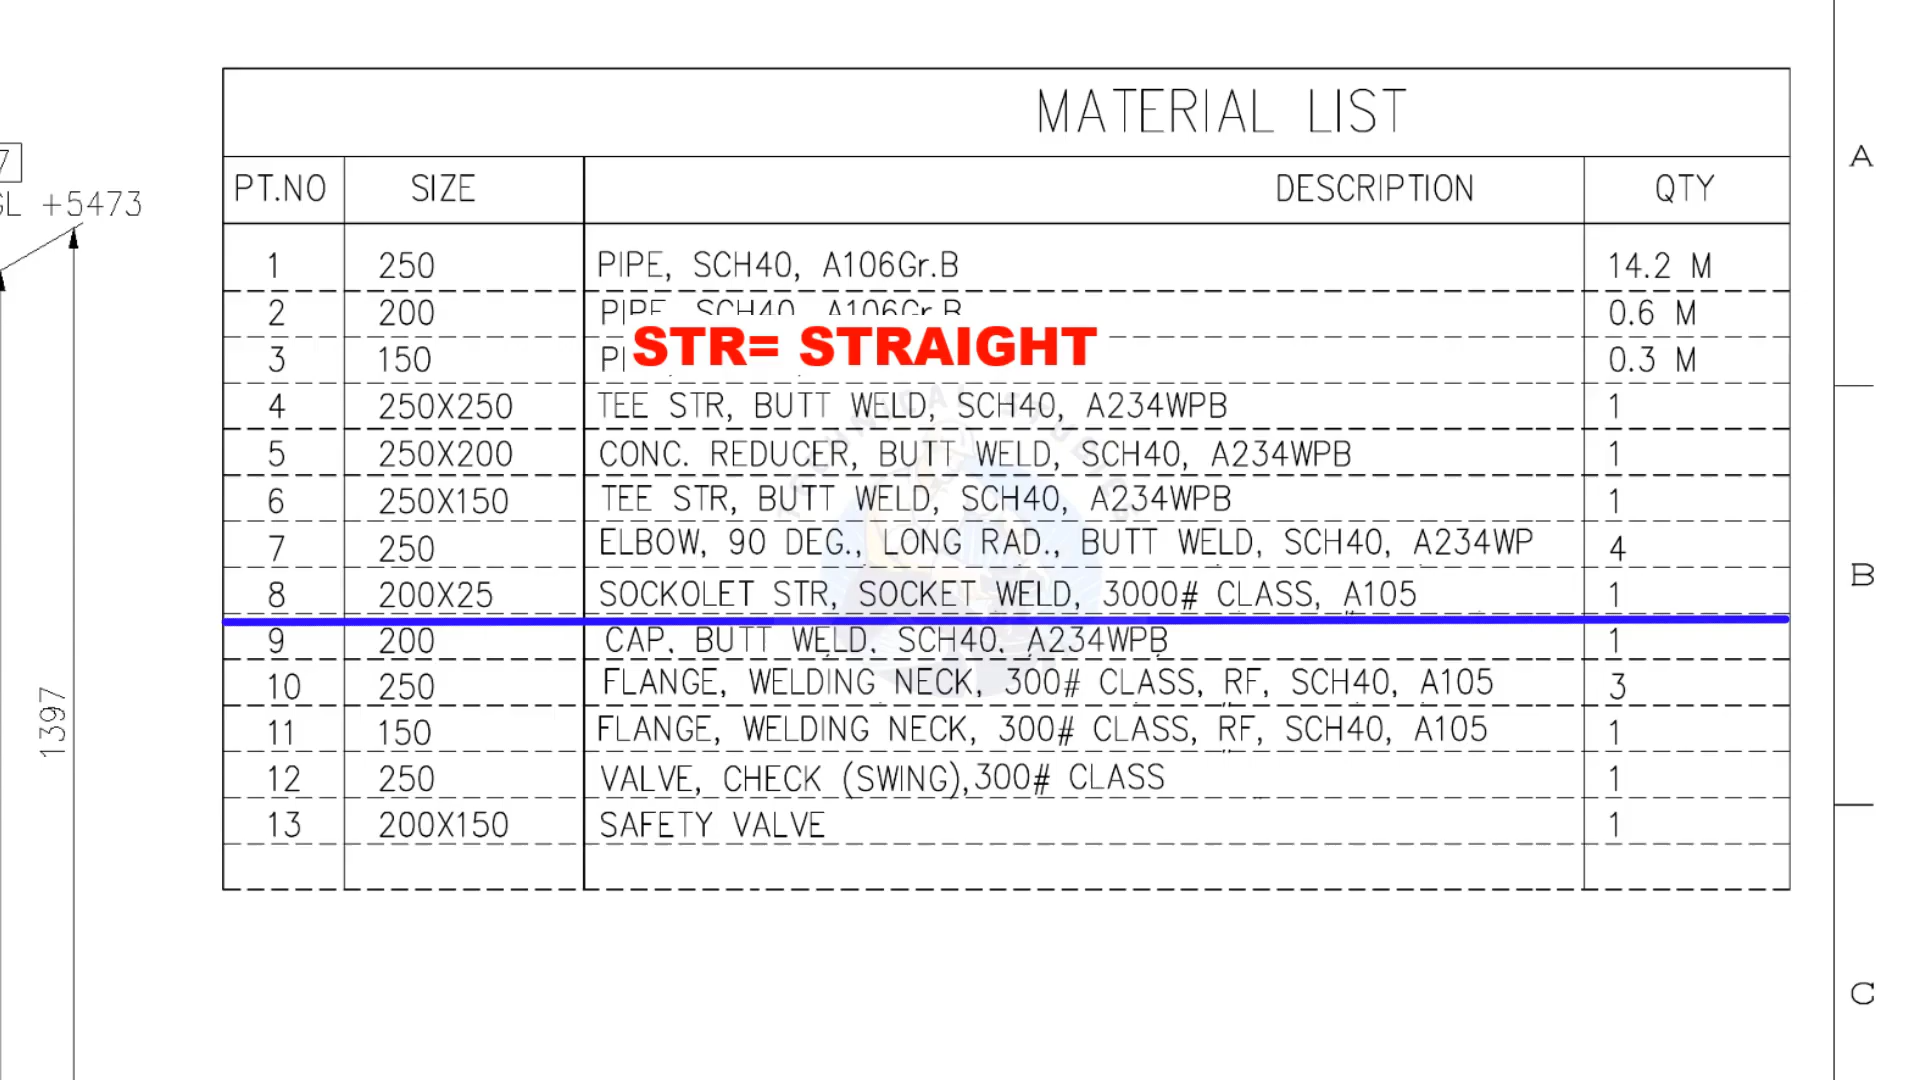 MATERIAL LIST
PT.NO SIZE DESCRIPTION QTY
1 250 PIPE, SCH40, A106Gr.B 14.2 M
2 200 PIPE, SCH40, A106Gr.B 0.6 M
STR= STRAIGHT
3 150 PI 0.3 M
4 250X250 TEE STR, BUTT WELD, SCH40, A234WPB 1
5 250X200 CONC. REDUCER, BUTT WELD, SCH40, A234WPB 1
6 250X150 TEE STR, BUTT WELD, SCH40, A234WPB 1
7 250 ELBOW, 90 DEG., LONG RAD., BUTT WELD, SCH40, A234WP 4
8 200X25 SOCKOLET STR, SOCKET WELD, 3000# CLASS, A105 1
9 200 CAP, BUTT WELD, SCH40, A234WPB 1
10 250 FLANGE, WELDING NECK, 300# CLASS, RF, SCH40, A105 3
11 150 FLANGE, WELDING NECK, 300# CLASS, RF, SCH40, A105 1
12 250 VALVE, CHECK (SWING),300# CLASS 1
13 200X150 SAFETY VALVE 1
7
GL +5473
1397
A
B
C